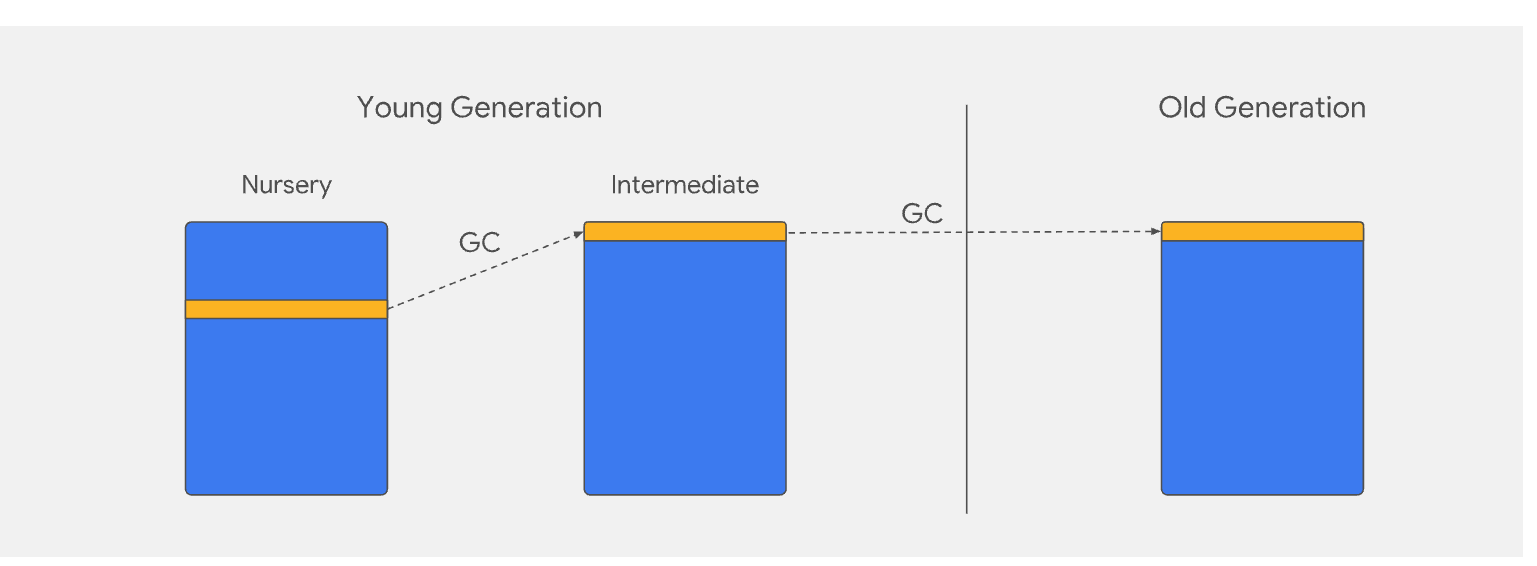 Young Generation
Old Generation
Nursery
Intermediate
GC
GC